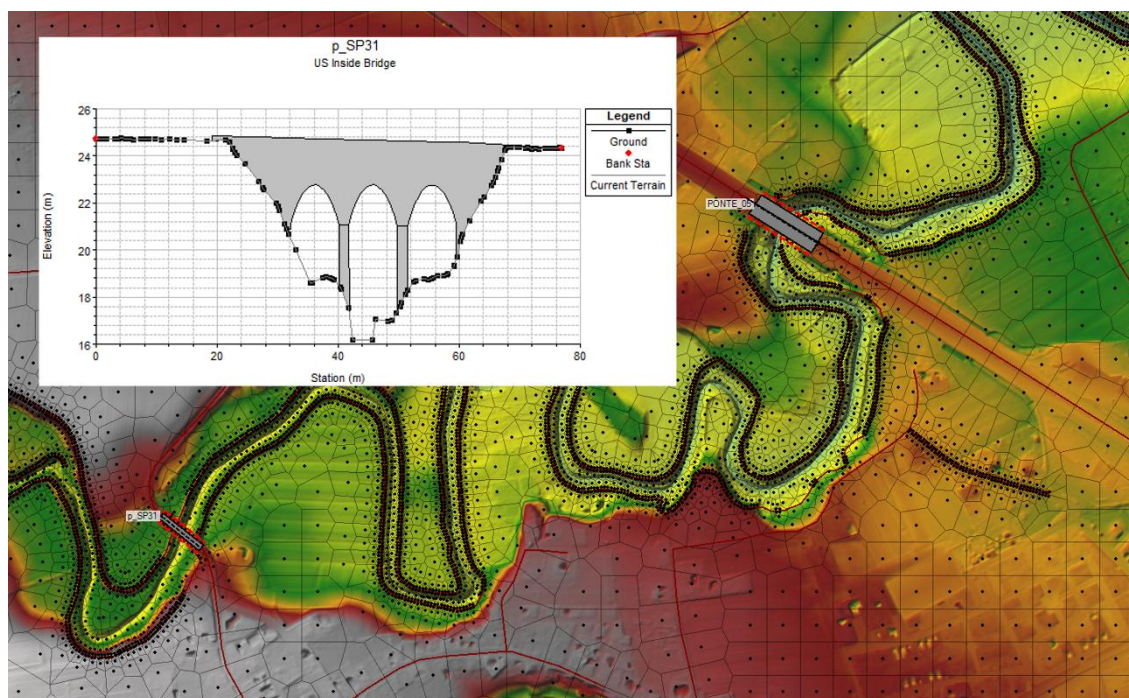 p_SP31
US Inside Bridge
26
24
22
20
18
16
Elevation (m)
0
20
40
60
80
Station (m)
Legend
Ground
Bank Sta
Current Terrain
PONTE_05
p_SP31